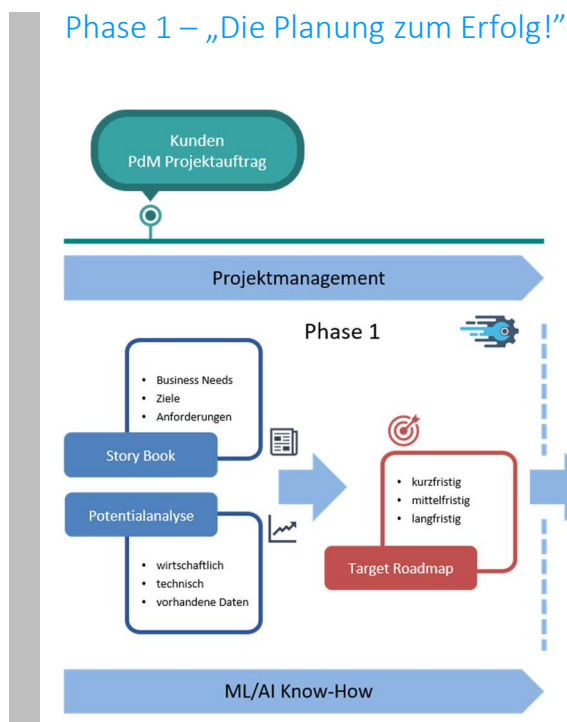 Phase 1 – „Die Planung zum Erfolg!"
Kunden
PdM Projektauftrag
Projektmanagement
Phase 1
• Business Needs
• Ziele
• Anforderungen
Story Book
Potentialanalyse
• wirtschaftlich
• technisch
• vorhandene Daten
• kurzfristig
• mittelfristig
• langfristig
Target Roadmap
ML/AI Know-How